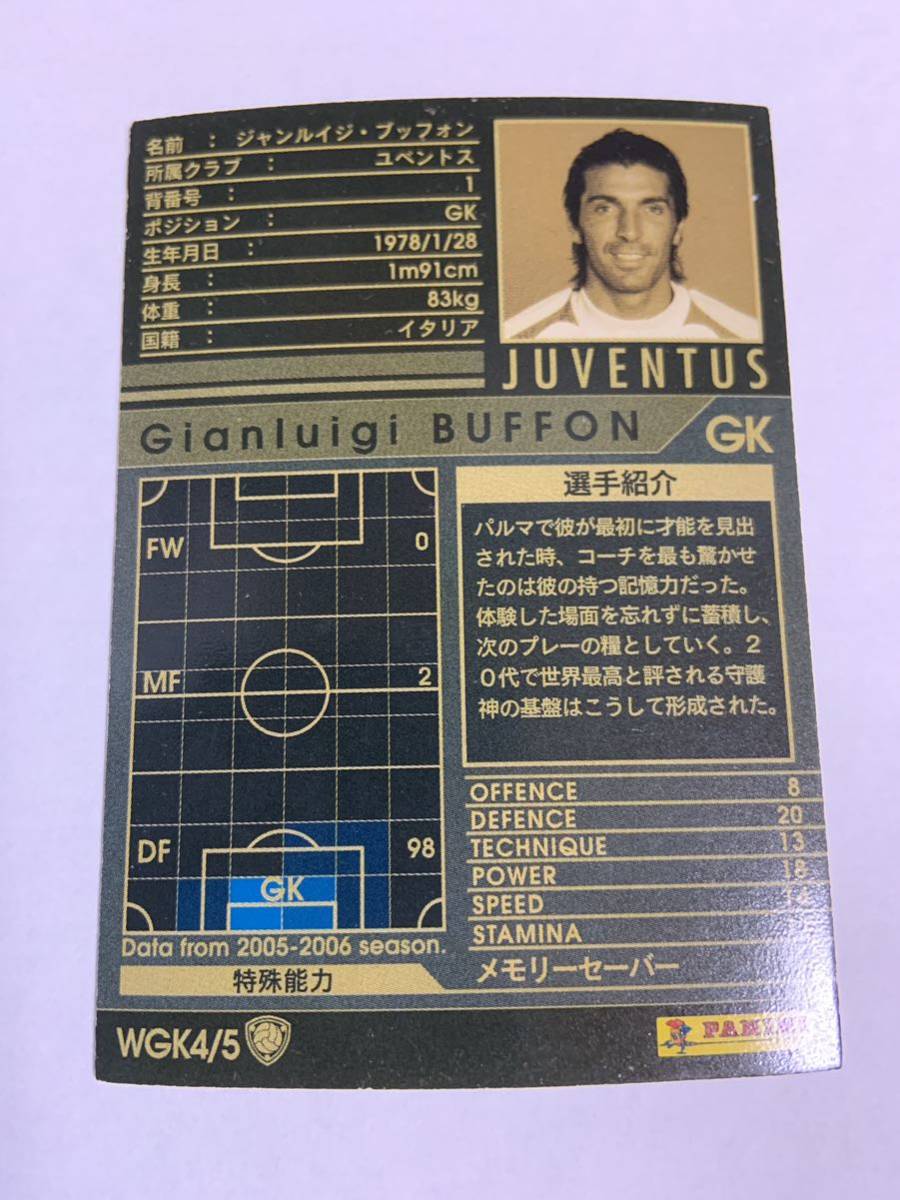 名前 : ジャンルイジ・ブッフォン
所属クラブ : ユベントス
背番号 : 1
ポジション : GK
生年月日 : 1978/1/28
身長 : 1m91cm
体重 : 83kg
国籍 : イタリア
JUVENTUS
Gianluigi BUFFON GK
FW 0
MF 2
DF 98
GK
Data from 2005-2006 season.
選手紹介
パルマで彼が最初に才能を見出
された時、コーチを最も驚かせ
たのは彼の持つ記憶力だった。
体験した場面を忘れずに蓄積し、
次のプレーの糧としていく。2
0代で世界最高と評される守護
神の基盤はこうして形成された。
OFFENCE 8
DEFENCE 20
TECHNIQUE 13
POWER 18
SPEED
STAMINA
特殊能力 メモリーセーバー
WGK4/5
PANINI